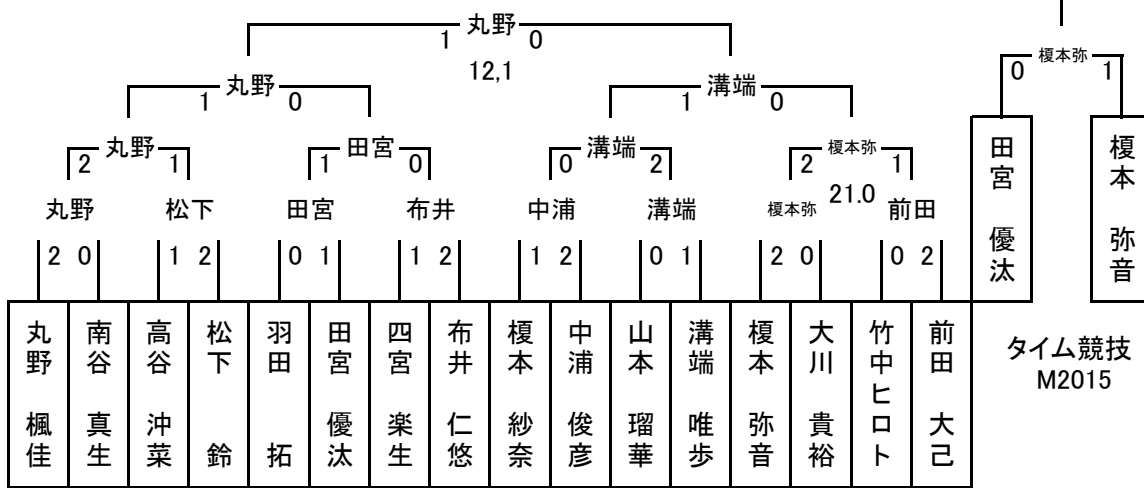 丸野
1 0
12,1
榎本弥
0 1
丸野
1 0
溝端
1 0
丸野
2 1
田宮
1 0
溝端
0 2
榎本弥
2 1
21.0
丸野 松下 田宮 布井 中浦 溝端 榎本弥 前田
2 0 1 2 0 1 1 2 1 2 0 1 2 0 0 2
丸野 楓佳
南谷 真生
高谷 沖菜
松下 鈴
羽田 拓
田宮 優汰
四宮 楽生
布井 仁悠
榎本 紗奈
中浦 俊彦
山本 瑠華
溝端 唯歩
榎本 弥音
大川 貴裕
竹中ヒロト
前田 大己
田宮 優汰
榎本 弥音
タイム競技
M2015